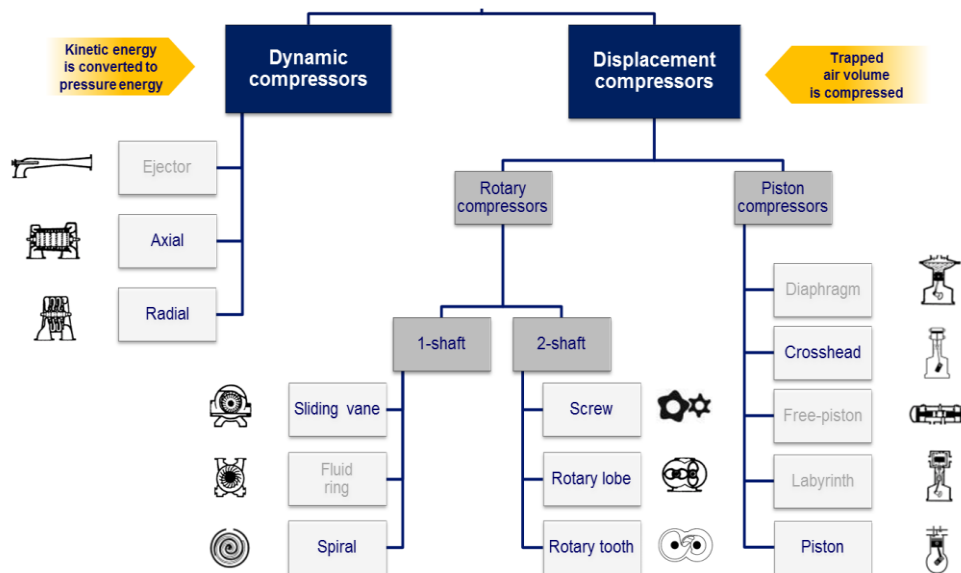 Kinetic energy
is converted to
pressure energy
Dynamic
compressors
Displacement
compressors
Trapped
air volume
is compressed
Ejector
Axial
Radial
Rotary
compressors
Piston
compressors
1-shaft
2-shaft
Sliding vane
Fluid
ring
Spiral
Screw
Rotary lobe
Rotary tooth
Diaphragm
Crosshead
Free-piston
Labyrinth
Piston